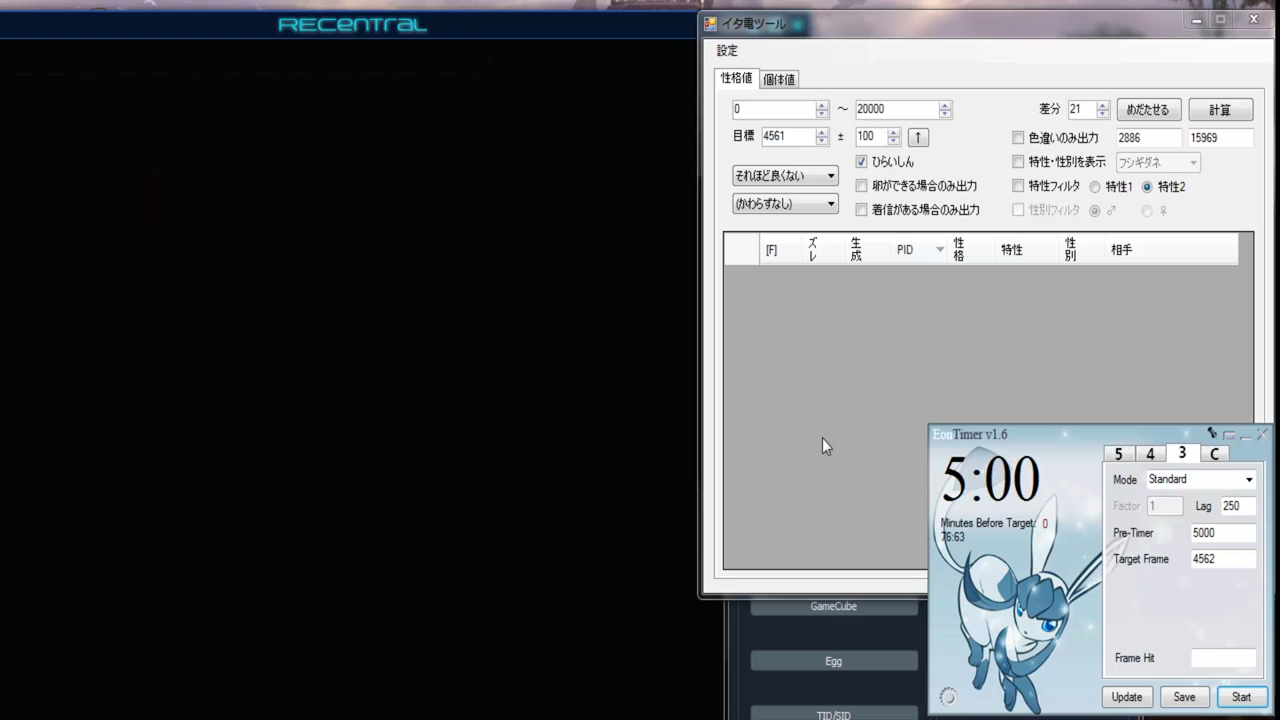 RECentral
イタ電ツール
設定
性格値 個体値
0 ～ 20000 差分 21 めだたせる 計算
目標 4561 ± 100 ↑ 色違いのみ出力 2886 15969
ひらいしん 特性・性別を表示 フシギダネ
それほど良くない 卵ができる場合のみ出力 特性フィルタ 特性1 特性2
(かわらずなし) 着信がある場合のみ出力 性別フィルタ ♂ ♀
[F] ズレ 生成 PID 性格 特性 性別 相手
GameCube
Egg
TID/SID
EonTimer v1.6
5:00
Minutes Before Target: 0
76:63
5 4 3 C
Mode Standard
Factor 1 Lag 250
Pre-Timer 5000
Target Frame 4562
Frame Hit
Update Save Start